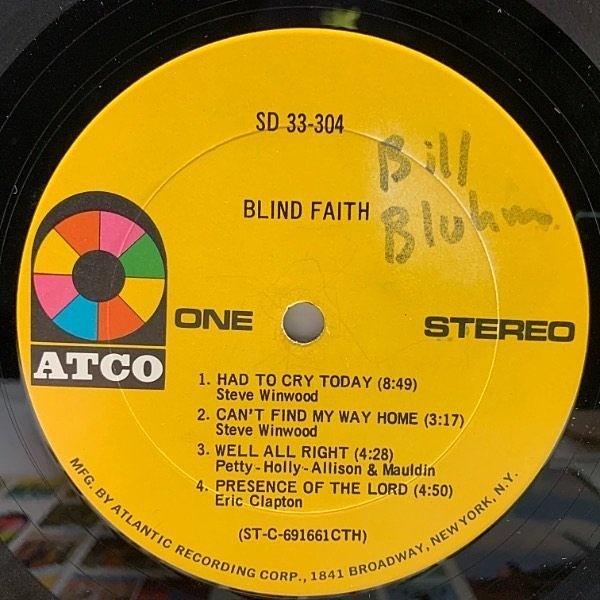 SD 33-304
Bill
BLIND FAITH
Bluhm
ONE
STEREO
ATCO
1. HAD TO CRY TODAY (8:49)
Steve Winwood
2. CAN'T FIND MY WAY HOME (3:17)
Steve Winwood
3. WELL ALL RIGHT (4:28)
Petty-Holly-Allison & Mauldin
4. PRESENCE OF THE LORD (4:50)
Eric Clapton
(ST-C-691661CTH)
MFG. BY ATLANTIC RECORDING CORP., 1841 BROADWAY, NEW YORK, N.Y.